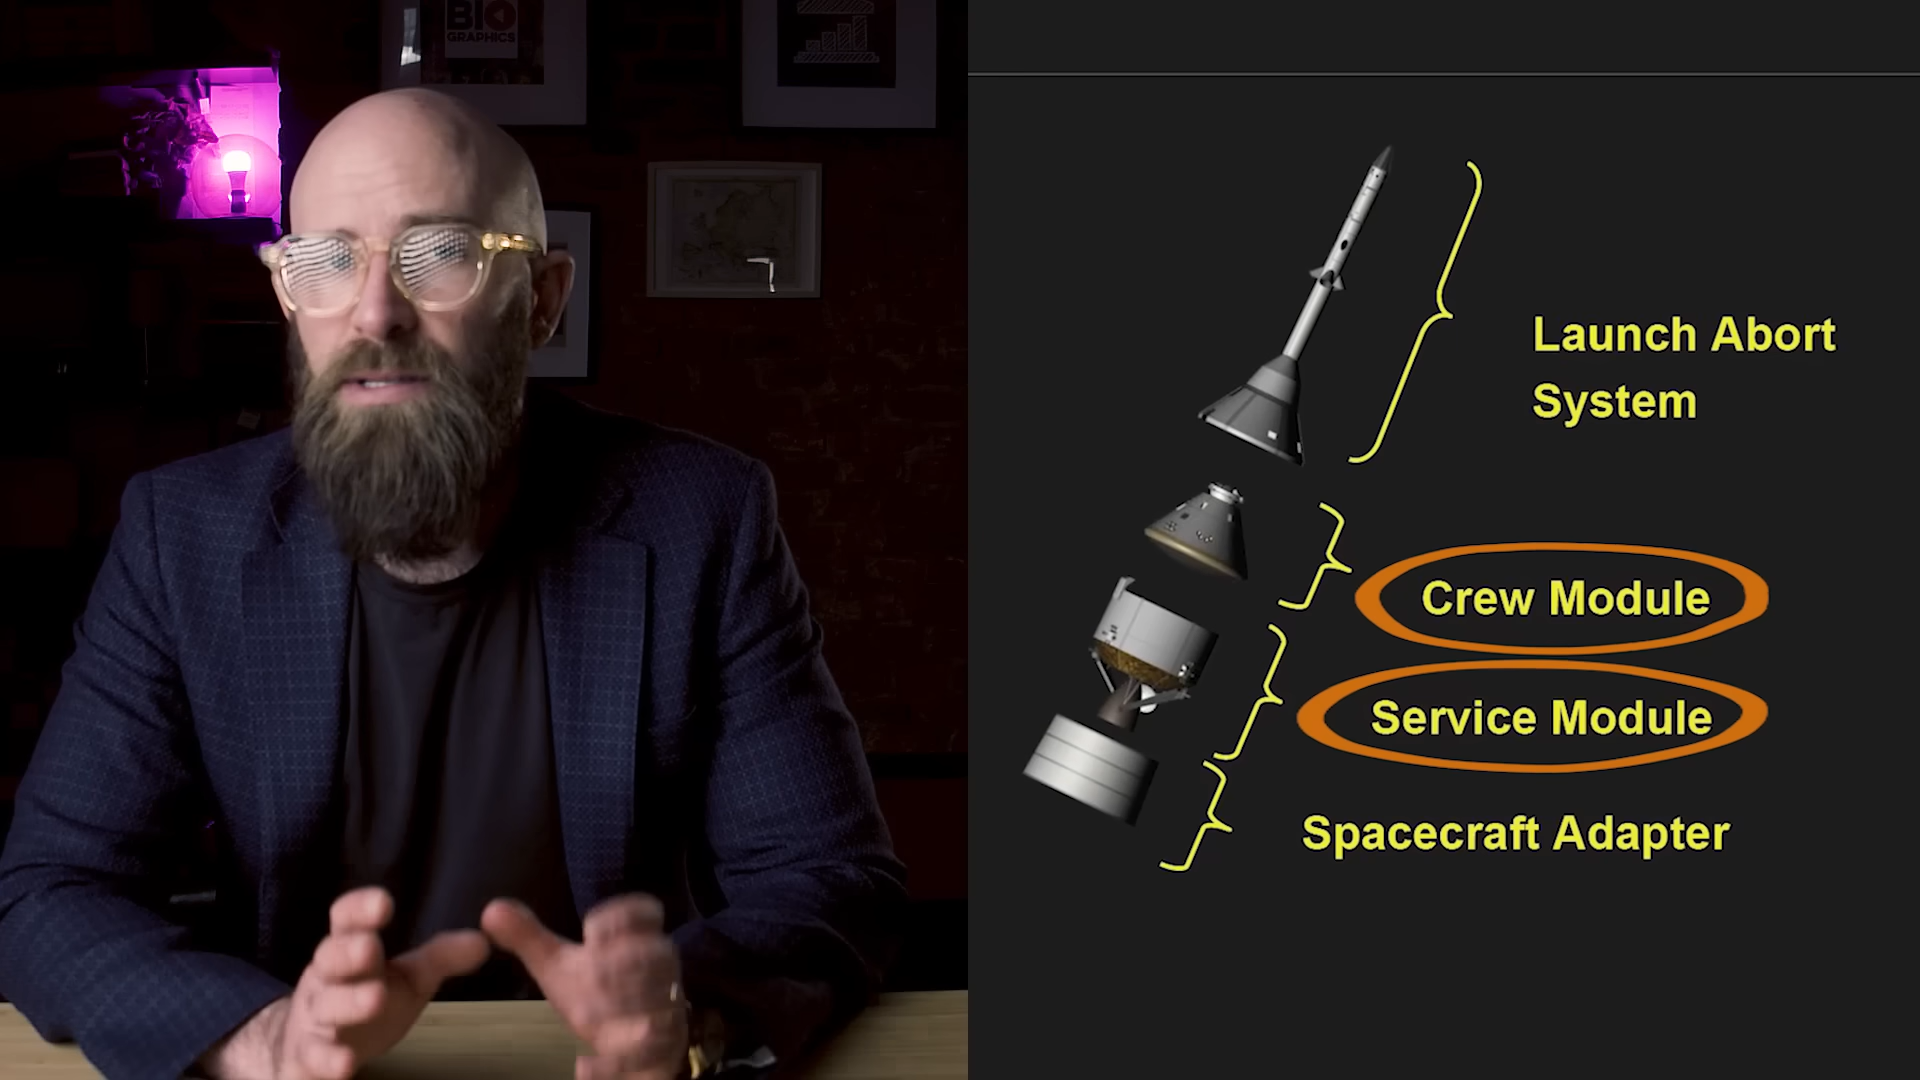 BIO
GRAPHICS
Launch Abort
System
Crew Module
Service Module
Spacecraft Adapter